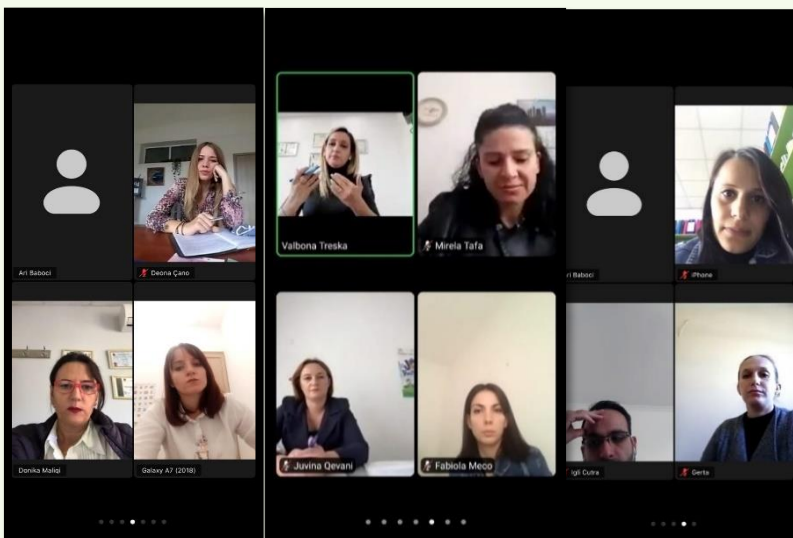 Ari Baboci
Deona Çano
Donika Maliqi
Galaxy A7 (2018)
Valbona Treska
Mirela Tafa
Juvina Qevani
Fabiola Meco
ri Baboci
iPhone
Igli Cutra
Gerta